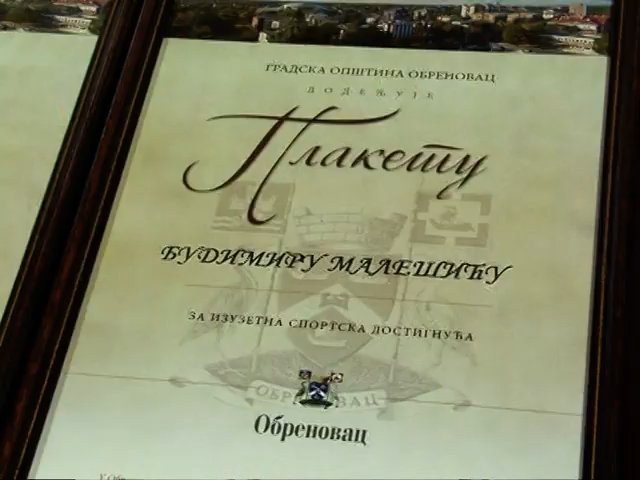 ГРАДСКА ОПШТИНА ОБРЕНОВАЦ
ДОДЕЉУЈЕ
Плакету
БУДИМИРУ МАЛЕШИЋУ
ЗА ИЗУЗЕТНА СПОРТСКА ДОСТИГНУЋА
ОБРЕНОВАЦ
Обреновац